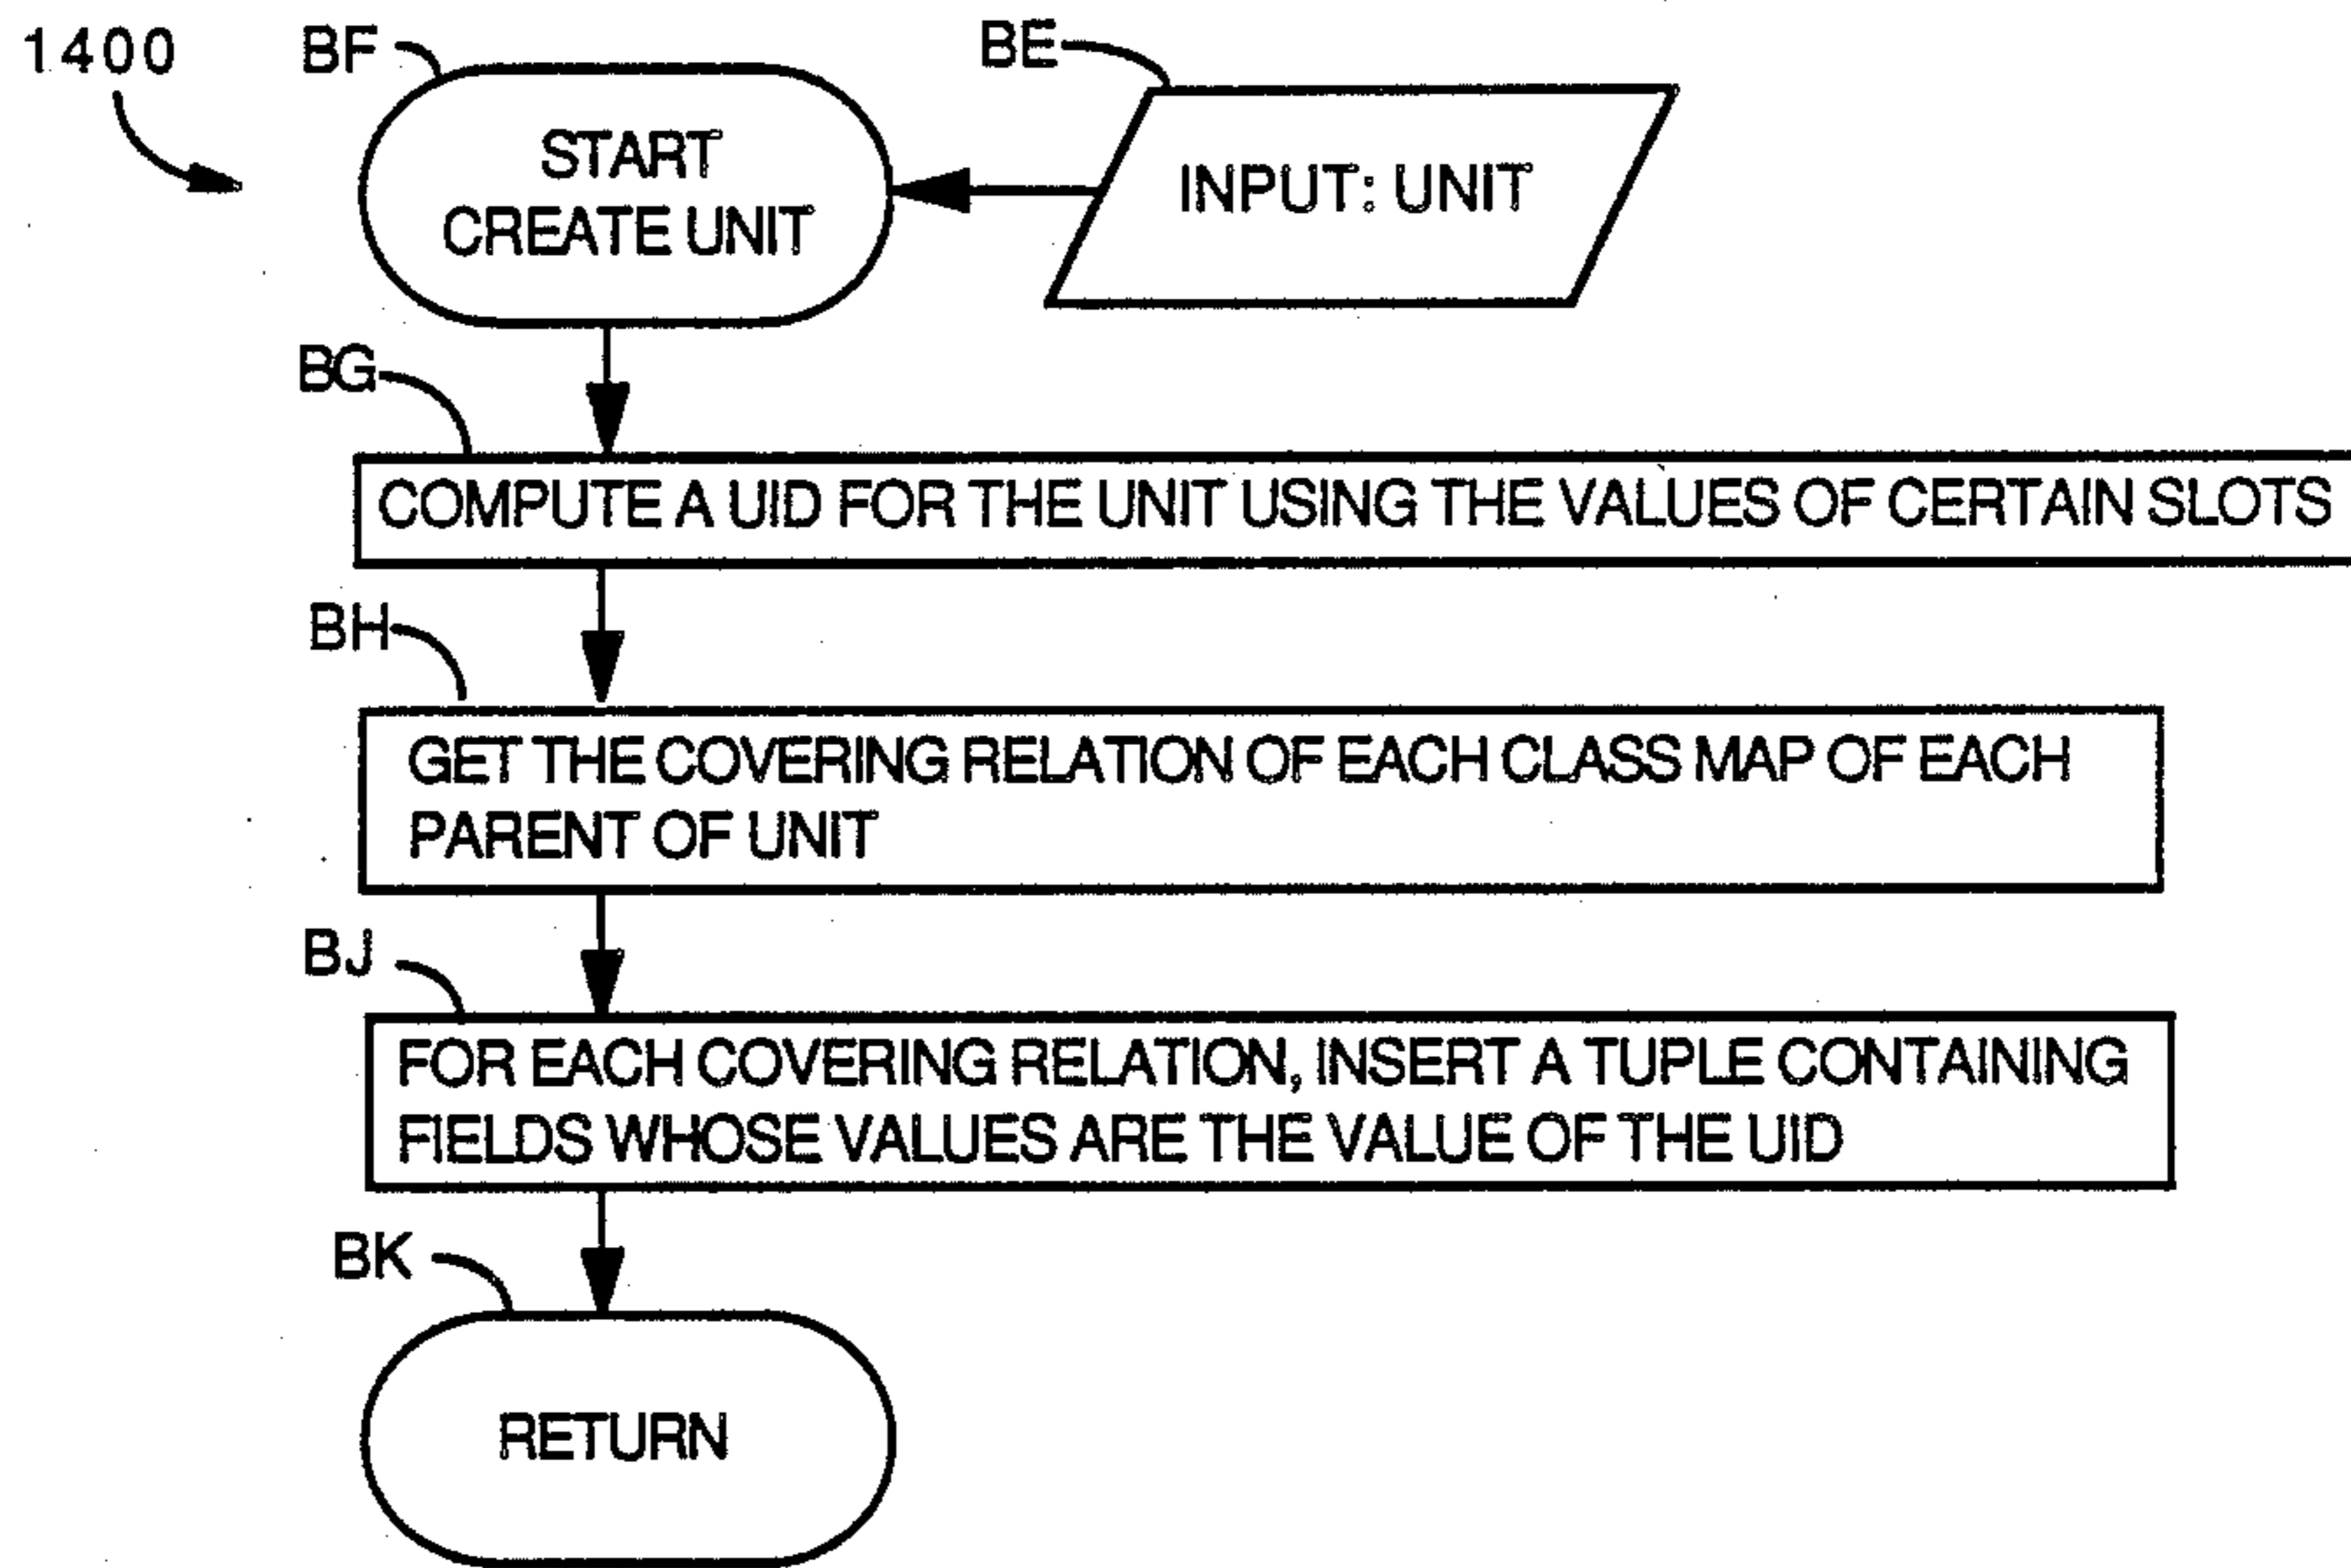 1400
BF
BE
START
CREATE UNIT
INPUT: UNIT
BG
COMPUTE A UID FOR THE UNIT USING THE VALUES OF CERTAIN SLOTS
BH
GET THE COVERING RELATION OF EACH CLASS MAP OF EACH
PARENT OF UNIT
BJ
FOR EACH COVERING RELATION, INSERT A TUPLE CONTAINING
FIELDS WHOSE VALUES ARE THE VALUE OF THE UID
BK
RETURN